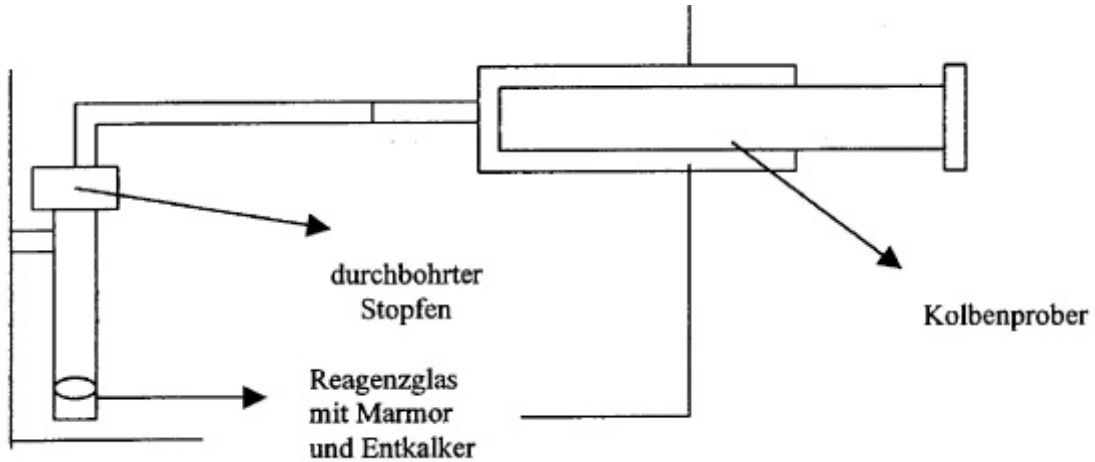 durchbohrter
Stopfen
Kolbenprober
Reagenzglas
mit Marmor
und Entkalker